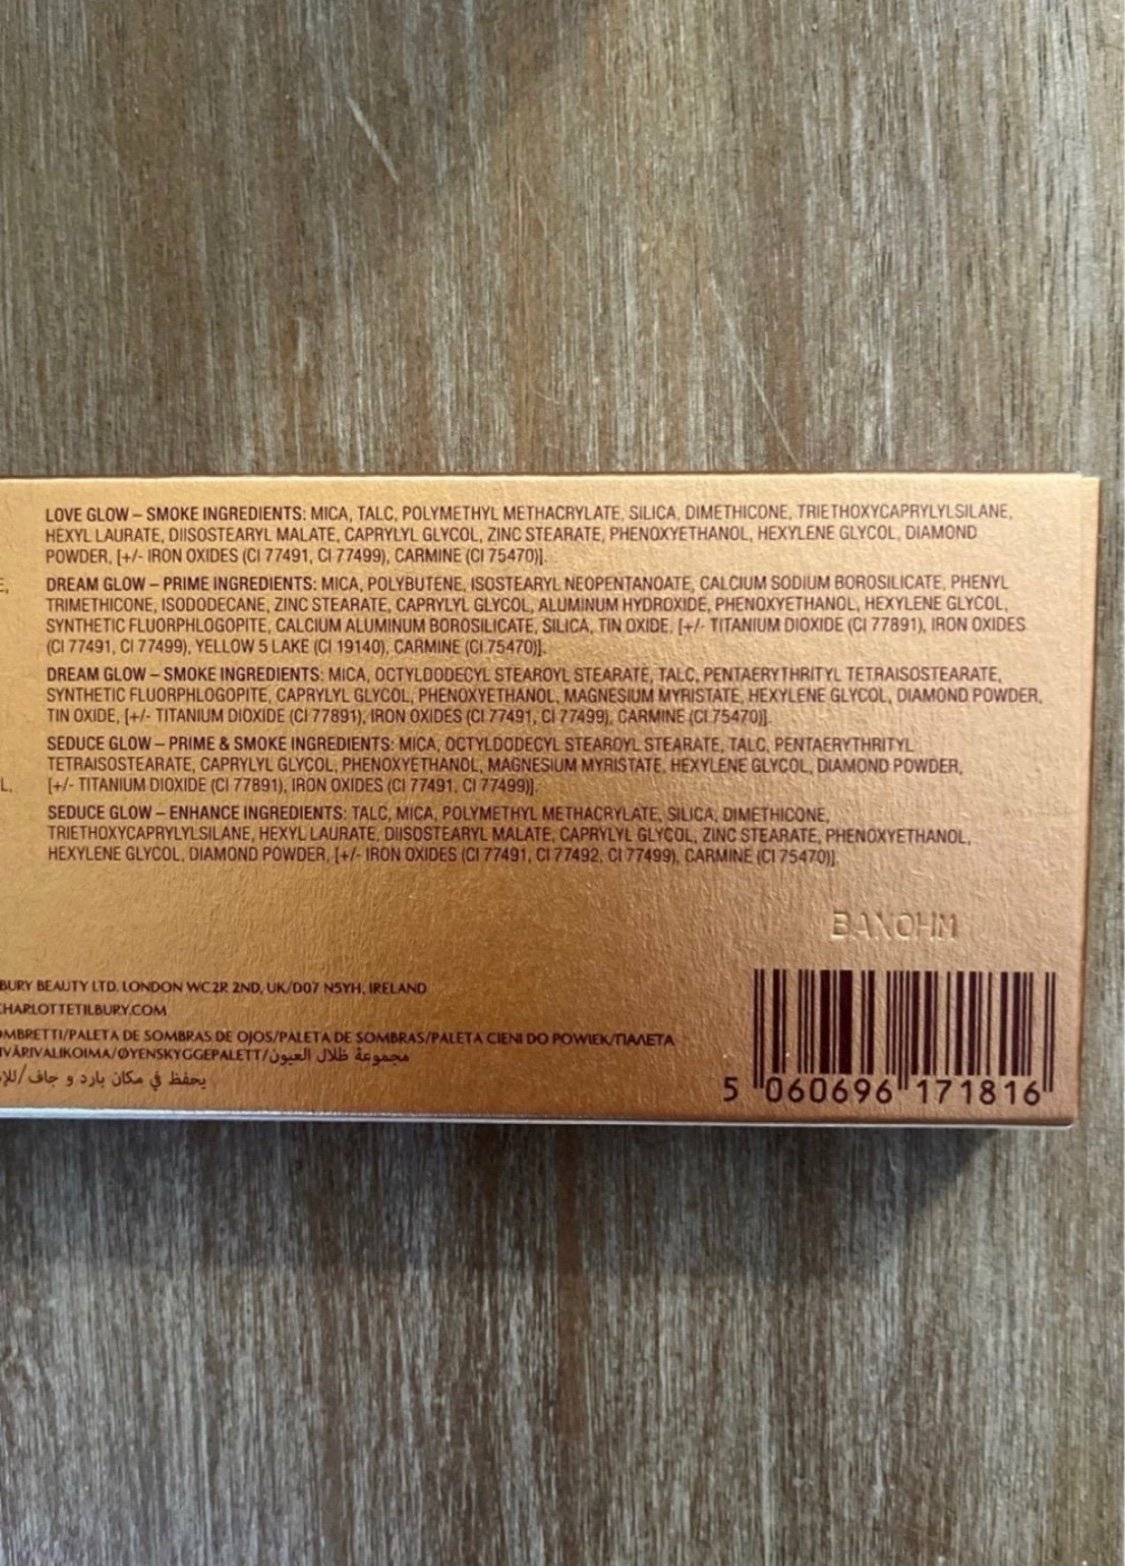 LOVE GLOW – SMOKE INGREDIENTS: MICA, TALC, POLYMETHYL METHACRYLATE, SILICA, DIMETHICONE, TRIETHOXYCAPRYLYLSILANE,
HEXYL LAURATE, DIISOSTEARYL MALATE, CAPRYLYL GLYCOL, ZINC STEARATE, PHENOXYETHANOL, HEXYLENE GLYCOL, DIAMOND
POWDER, [+/- IRON OXIDES (CI 77491, CI 77499), CARMINE (CI 75470)].
E,
DREAM GLOW – PRIME INGREDIENTS: MICA, POLYBUTENE, ISOSTEARYL NEOPENTANOATE, CALCIUM SODIUM BOROSILICATE, PHENYL
TRIMETHICONE, ISODODECANE, ZINC STEARATE, CAPRYLYL GLYCOL, ALUMINUM HYDROXIDE, PHENOXYETHANOL, HEXYLENE GLYCOL,
SYNTHETIC FLUORPHLOGOPITE, CALCIUM ALUMINUM BOROSILICATE, SILICA, TIN OXIDE, [+/- TITANIUM DIOXIDE (CI 77891), IRON OXIDES
(CI 77491, CI 77499), YELLOW 5 LAKE (CI 19140), CARMINE (CI 75470)].
DREAM GLOW – SMOKE INGREDIENTS: MICA, OCTYLDODECYL STEAROYL STEARATE, TALC, PENTAERYTHRITYL TETRAISOSTEARATE,
SYNTHETIC FLUORPHLOGOPITE, CAPRYLYL GLYCOL, PHENOXYETHANOL, MAGNESIUM MYRISTATE, HEXYLENE GLYCOL, DIAMOND POWDER,
TIN OXIDE, [+/- TITANIUM DIOXIDE (CI 77891), IRON OXIDES (CI 77491, CI 77499), CARMINE (CI 75470)].
SEDUCE GLOW – PRIME & SMOKE INGREDIENTS: MICA, OCTYLDODECYL STEAROYL STEARATE, TALC, PENTAERYTHRITYL
TETRAISOSTEARATE, CAPRYLYL GLYCOL, PHENOXYETHANOL, MAGNESIUM MYRISTATE, HEXYLENE GLYCOL, DIAMOND POWDER,
L, [+/- TITANIUM DIOXIDE (CI 77891), IRON OXIDES (CI 77491, CI 77499)].
SEDUCE GLOW – ENHANCE INGREDIENTS: TALC, MICA, POLYMETHYL METHACRYLATE, SILICA, DIMETHICONE,
TRIETHOXYCAPRYLYLSILANE, HEXYL LAURATE, DIISOSTEARYL MALATE, CAPRYLYL GLYCOL, ZINC STEARATE, PHENOXYETHANOL,
HEXYLENE GLYCOL, DIAMOND POWDER, [+/- IRON OXIDES (CI 77491, CI 77492, CI 77499), CARMINE (CI 75470)].
BURY BEAUTY LTD. LONDON WC2R 2ND, UK/D07 N5YH, IRELAND
CHARLOTTETILBURY.COM
OMBRETTI/PALETA DE SOMBRAS DE OJOS/PALETA DE SOMBRAS/PALETA CIENI DO POWIEK/ПАЛЕТА
IVÄRIVALIKOIMA/ØYENSKYGGEPALETT/مجموعة ظلال العيون
يحفظ في مكان بارد و جاف/
5 060696 171816